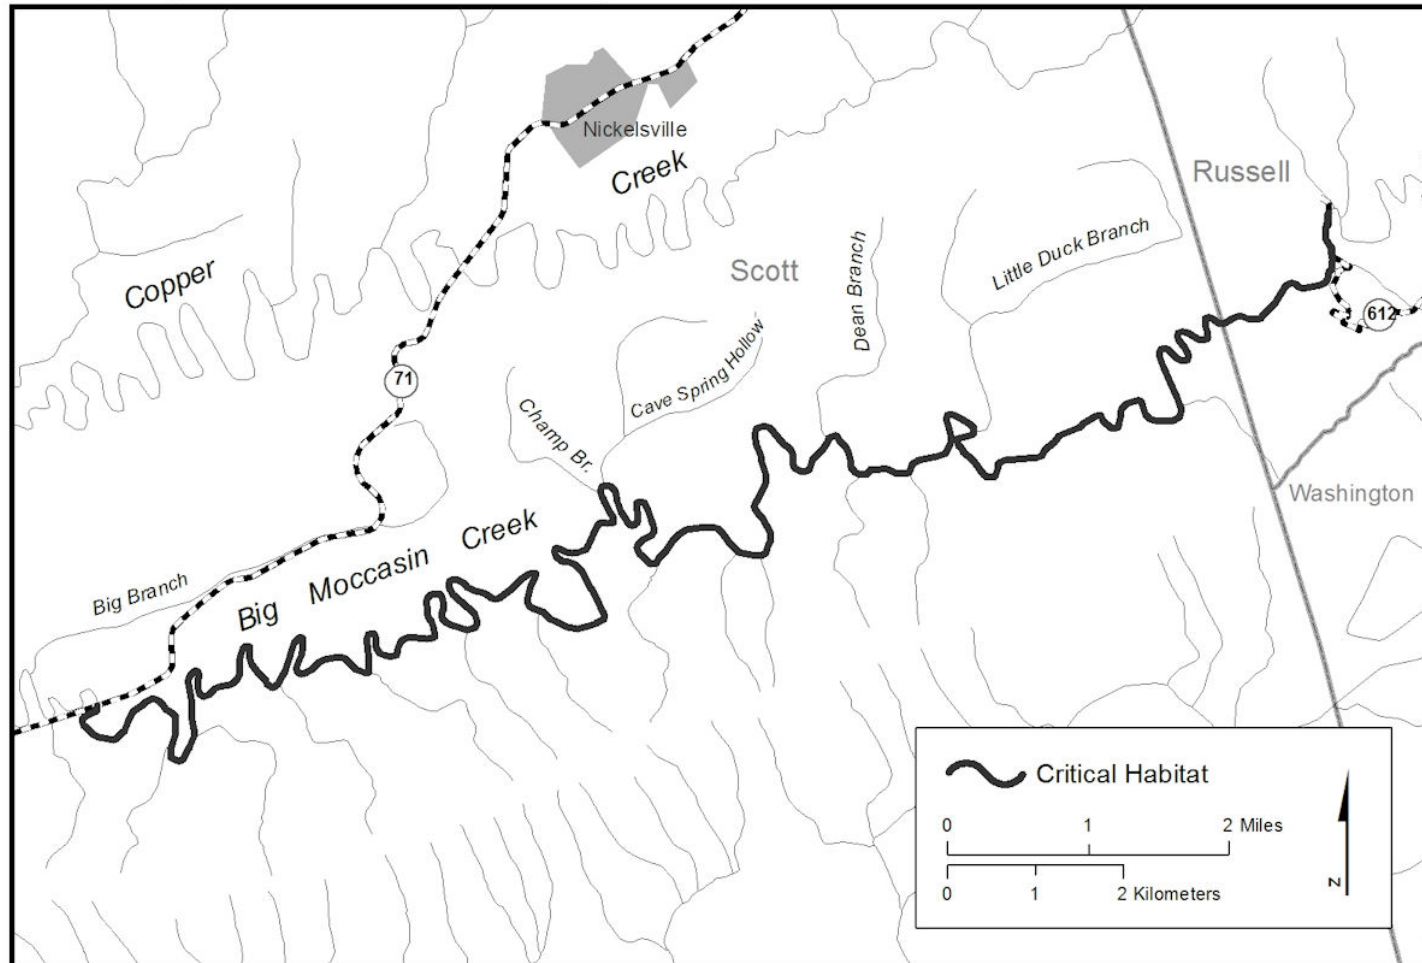 Nickelsville
Creek
Russell
Little Duck Branch
Scott
Dean Branch
Copper
612
Cave Spring Hollow
71
Champ Br.
Washington
Big Moccasin Creek
Big Branch
Critical Habitat
0 1 2 Miles
0 1 2 Kilometers
N